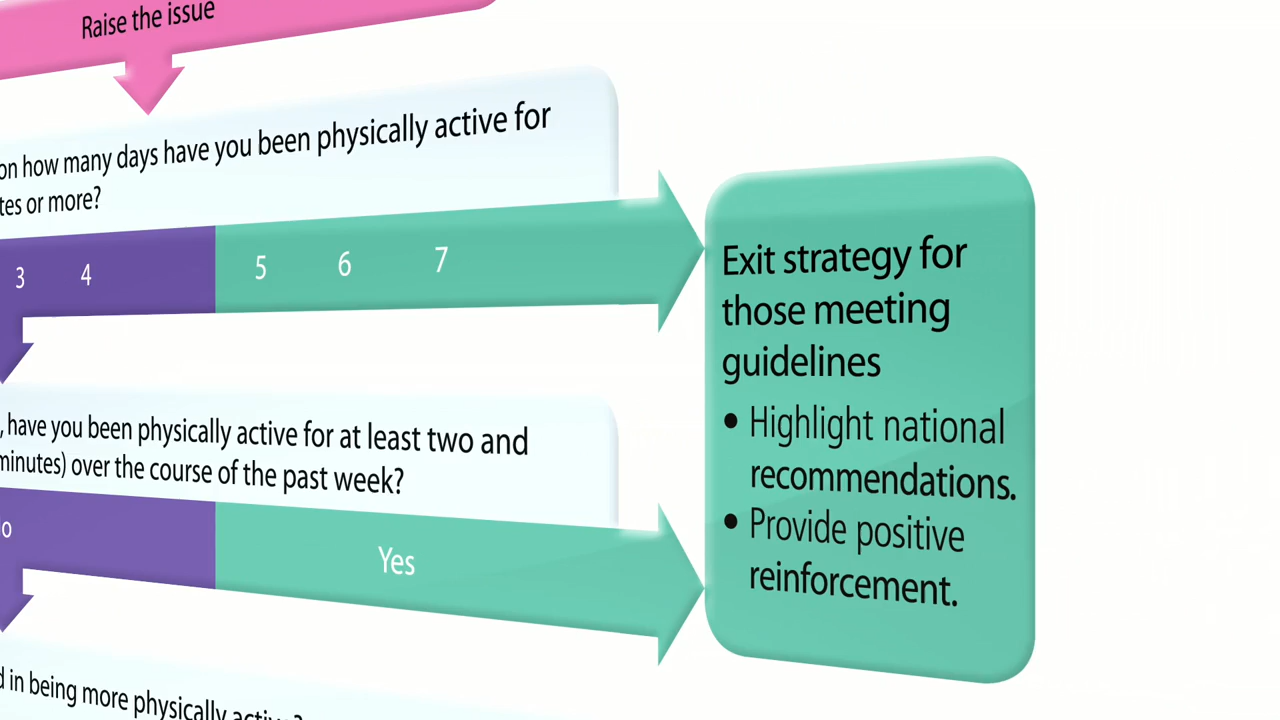 Raise the issue
on how many days have you been physically active for
tes or more?
3 4 5 6 7
Exit strategy for
those meeting
guidelines
• Highlight national
recommendations.
• Provide positive
reinforcement.
, have you been physically active for at least two and
minutes) over the course of the past week?
Yes
in being more physically active?